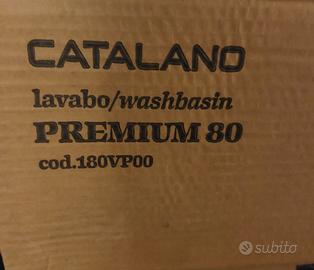 CATALANO
lavabo/washbasin
PREMIUM 80
cod.180VP00
subito